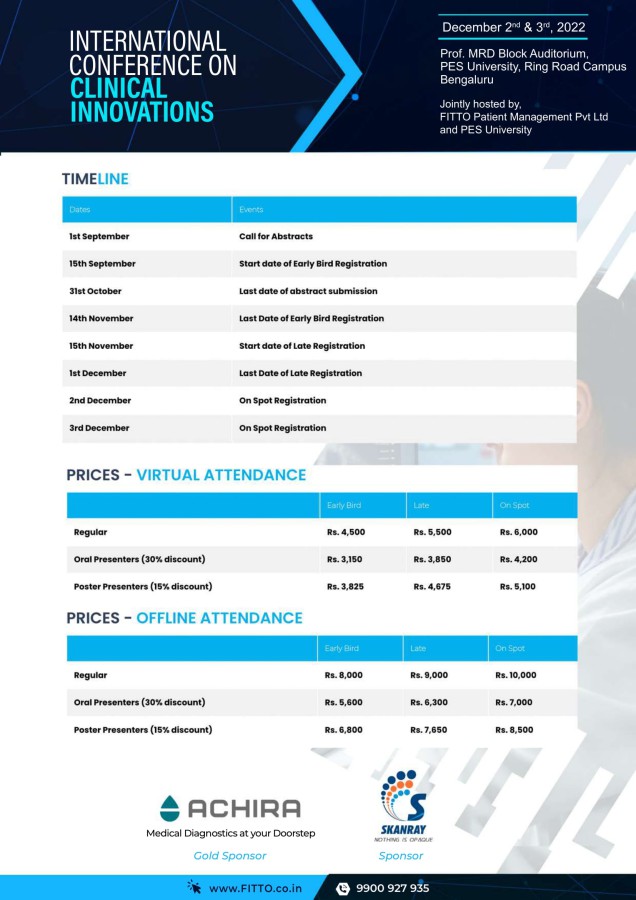 INTERNATIONAL
CONFERENCE ON
CLINICAL
INNOVATIONS
December 2nd & 3rd, 2022
Prof. MRD Block Auditorium,
PES University, Ring Road Campus
Bengaluru
Jointly hosted by,
FITTO Patient Management Pvt Ltd
and PES University
TIMELINE
Dates Events
1st September Call for Abstracts
15th September Start date of Early Bird Registration
31st October Last date of abstract submission
14th November Last Date of Early Bird Registration
15th November Start date of Late Registration
1st December Last Date of Late Registration
2nd December On Spot Registration
3rd December On Spot Registration
PRICES - VIRTUAL ATTENDANCE
Early Bird Late On Spot
Regular Rs. 4,500 Rs. 5,500 Rs. 6,000
Oral Presenters (30% discount) Rs. 3,150 Rs. 3,850 Rs. 4,200
Poster Presenters (15% discount) Rs. 3,825 Rs. 4,675 Rs. 5,100
PRICES - OFFLINE ATTENDANCE
Early Bird Late On Spot
Regular Rs. 8,000 Rs. 9,000 Rs. 10,000
Oral Presenters (30% discount) Rs. 5,600 Rs. 6,300 Rs. 7,000
Poster Presenters (15% discount) Rs. 6,800 Rs. 7,650 Rs. 8,500
ACHIRA
Medical Diagnostics at your Doorstep
Gold Sponsor
S
SKANRAY
NOTHING IS OPAQUE
Sponsor
www.FITTO.co.in 9900 927 935